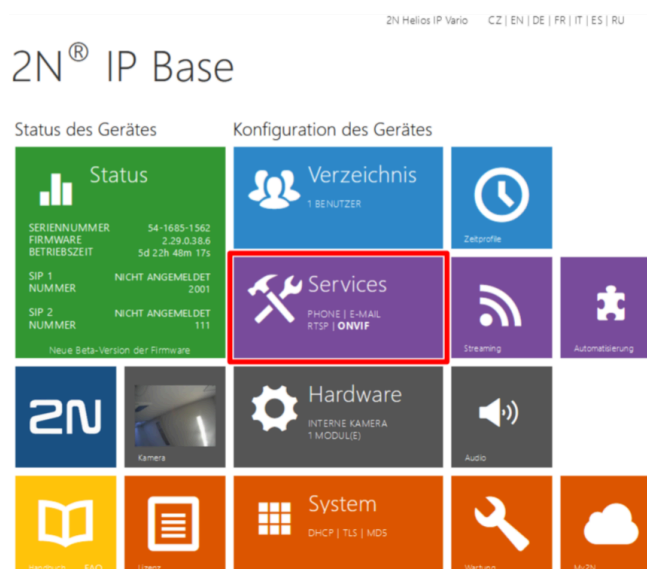 2N Helios IP Vario CZ | EN | DE | FR | IT | ES | RU
2N® IP Base
Status des Gerätes
Konfiguration des Gerätes
Status
SERIENNUMMER 54-1685-1562
FIRMWARE 2.29.0.38.6
BETRIEBSZEIT 5d 22h 48m 17s
SIP 1 NICHT ANGEMELDET
NUMMER 2001
SIP 2 NICHT ANGEMELDET
NUMMER 111
Neue Beta-Version der Firmware
Verzeichnis
1 BENUTZER
Zeitprofile
Services
PHONE | E-MAIL
RTSP | ONVIF
Streaming
Automatisierung
2N
Kamera
Hardware
INTERNE KAMERA
1 MODUL(E)
Audio
Handbuch FAQ
Lizenz
System
DHCP | TLS | MDS
Wartung
My2N